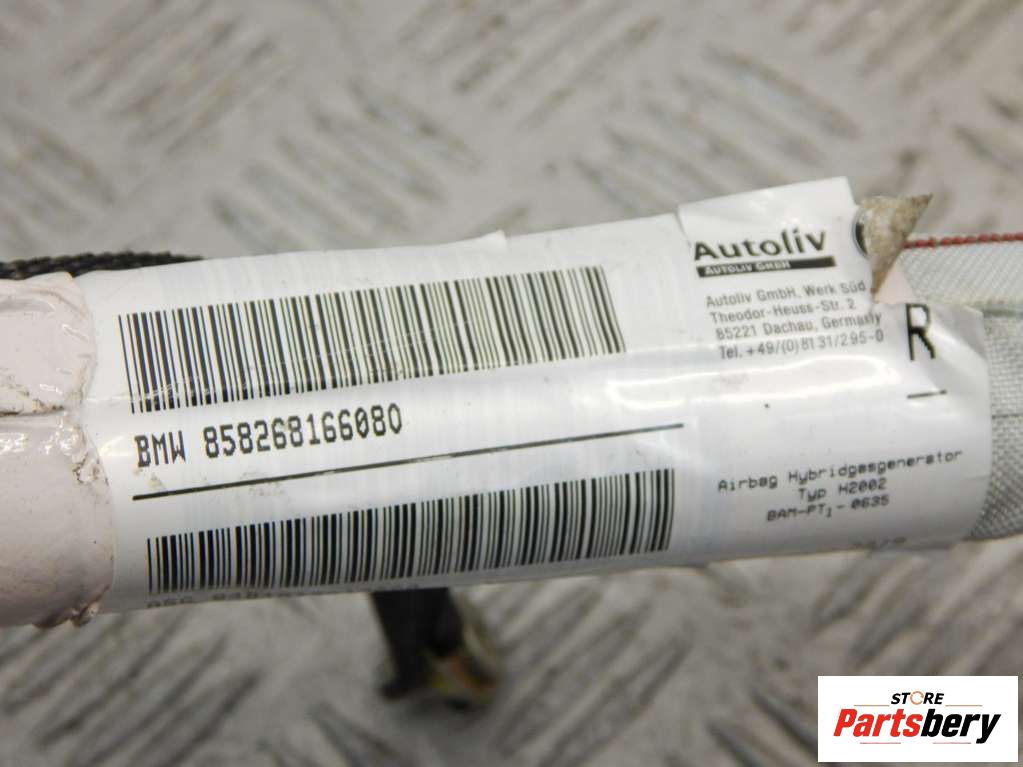 Autoliv
AUTOLIV GMBH
Autoliv GmbH, Werk Süd
Theodor-Heuss-Str. 2
85221 Dachau, Germany
Tel. +49/(0)8131/295-0
R
BMW 858268166080
Airbag Hybridgasgenerator
Typ H2002
BAM-PT1-0635
STORE
Partsbery